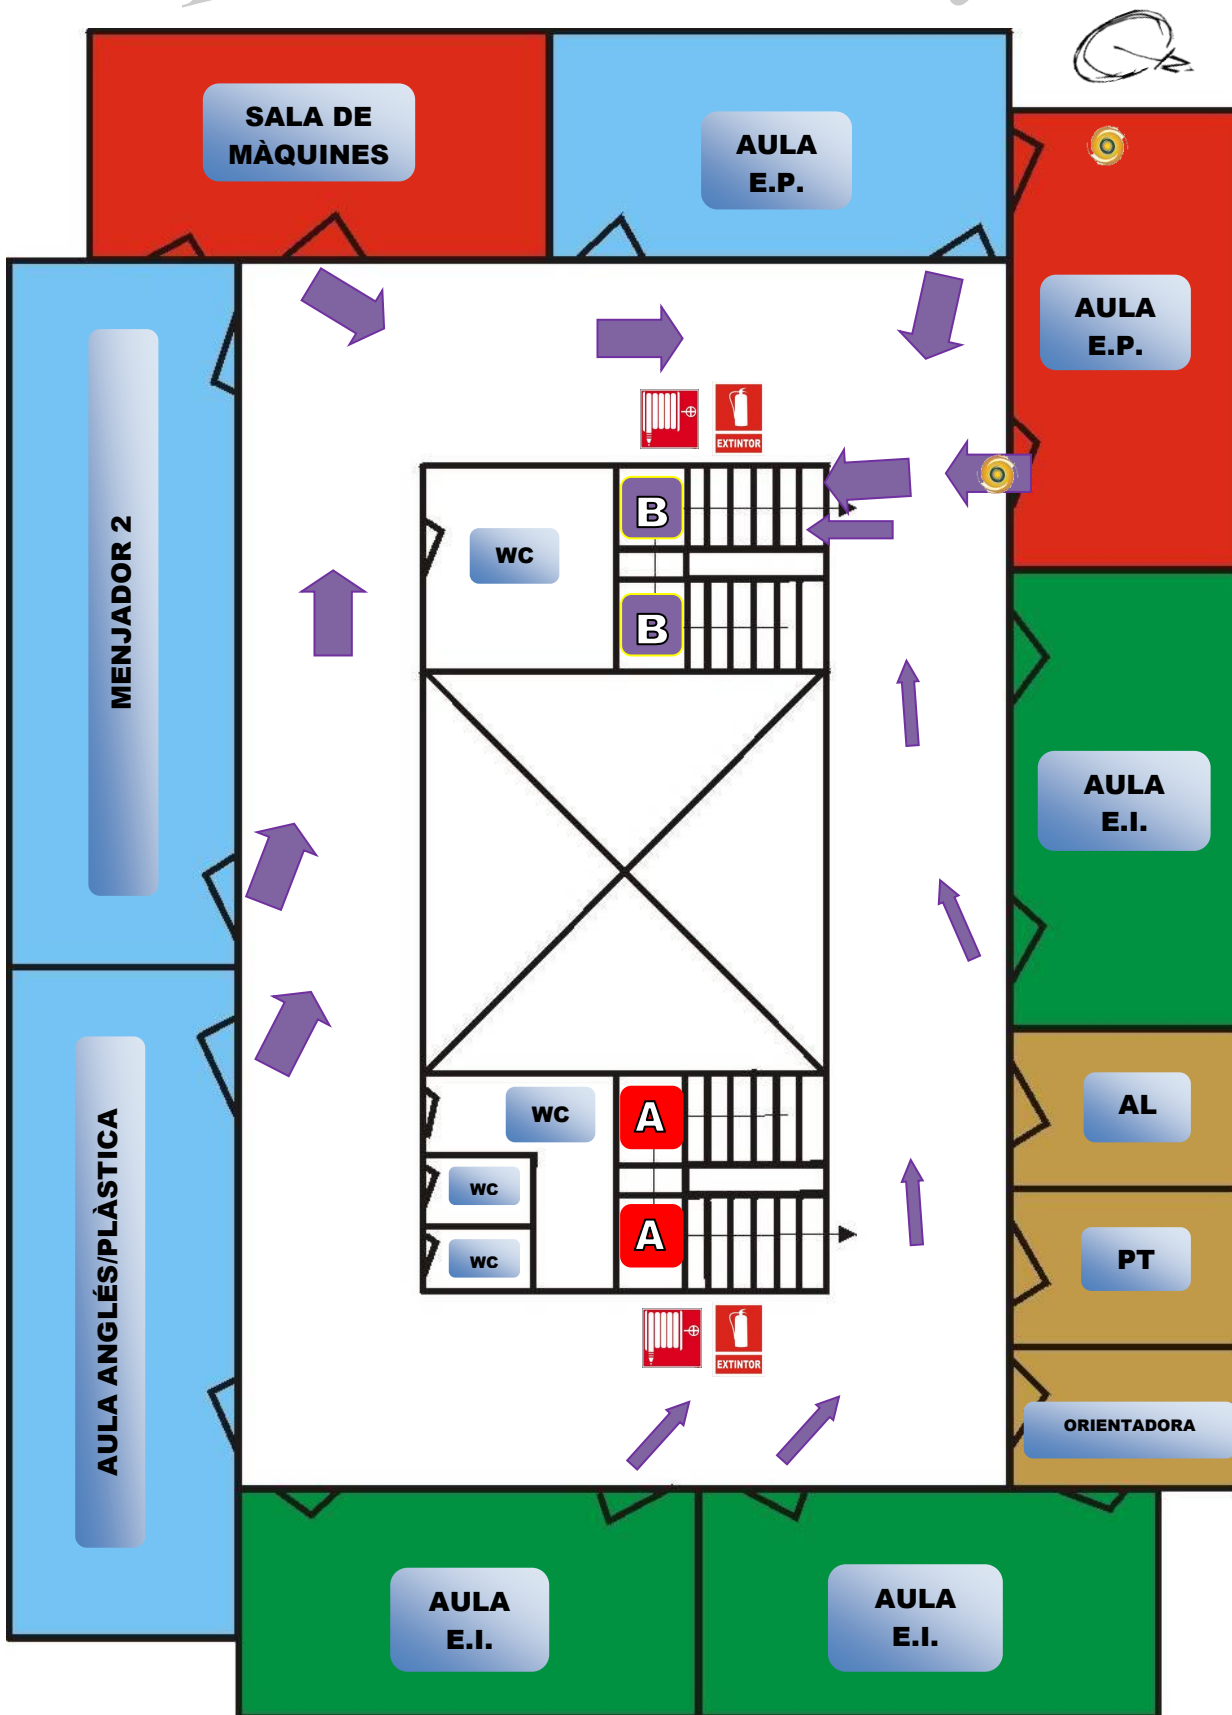 SALA DE
MÀQUINES
AULA
E.P.
AULA
E.P.
EXTINTOR
MENJADOR 2
WC
B
B
AULA
E.I.
AULA ANGLÉS/PLÀSTICA
WC
A
AL
WC
A
WC
PT
EXTINTOR
ORIENTADORA
AULA
E.I.
AULA
E.I.